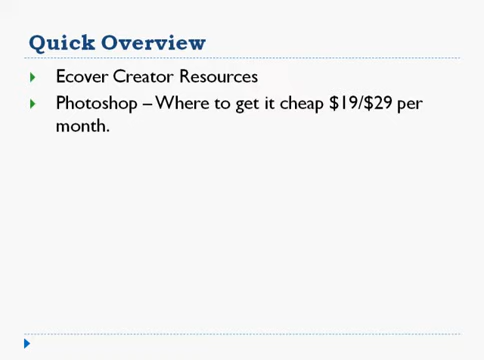 Quick Overview
Ecover Creator Resources
Photoshop – Where to get it cheap $19/$29 per
month.